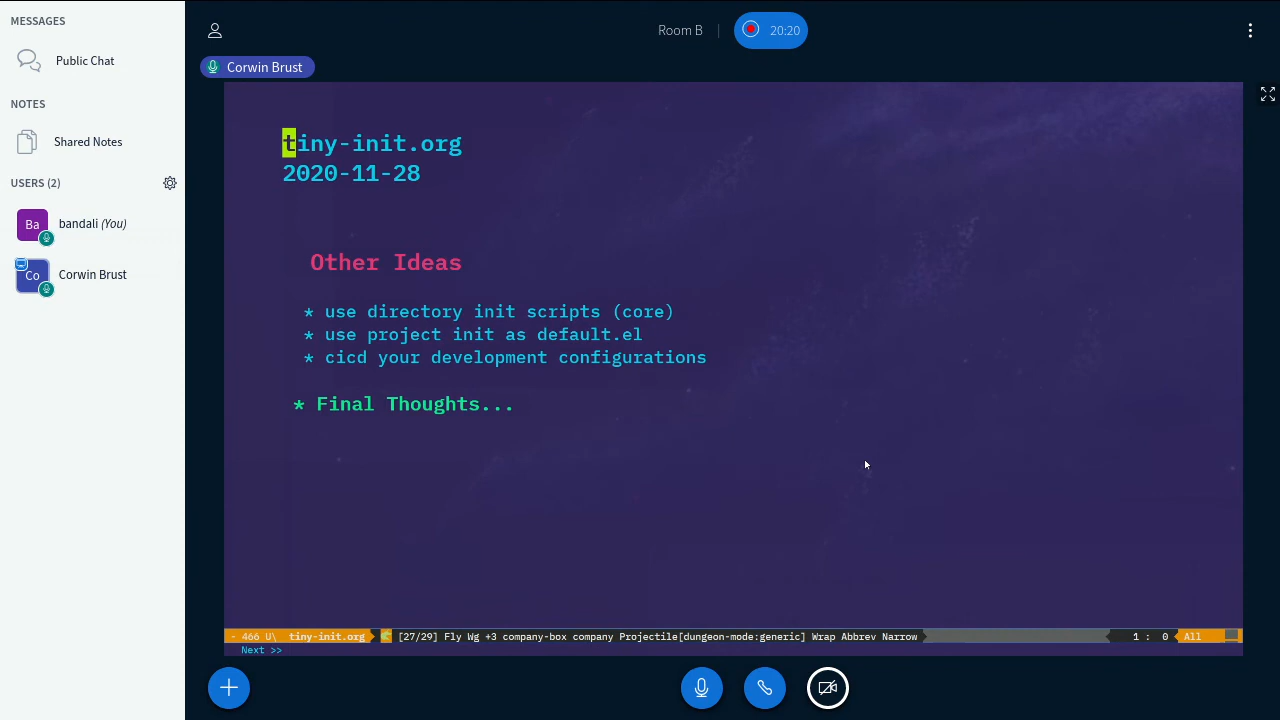 MESSAGES
Public Chat
NOTES
Shared Notes
USERS (2)
Ba
bandali (You)
Co
Corwin Brust
Room B
20:20
Corwin Brust
tiny-init.org
2020-11-28
Other Ideas
* use directory init scripts (core)
* use project init as default.el
* cicd your development configurations
* Final Thoughts...
- 466 U\ tiny-init.org [27/29] Fly Wg +3 company-box company Projectile[dungeon-mode:generic] Wrap Abbrev Narrow 1 : 0 All
Next >>